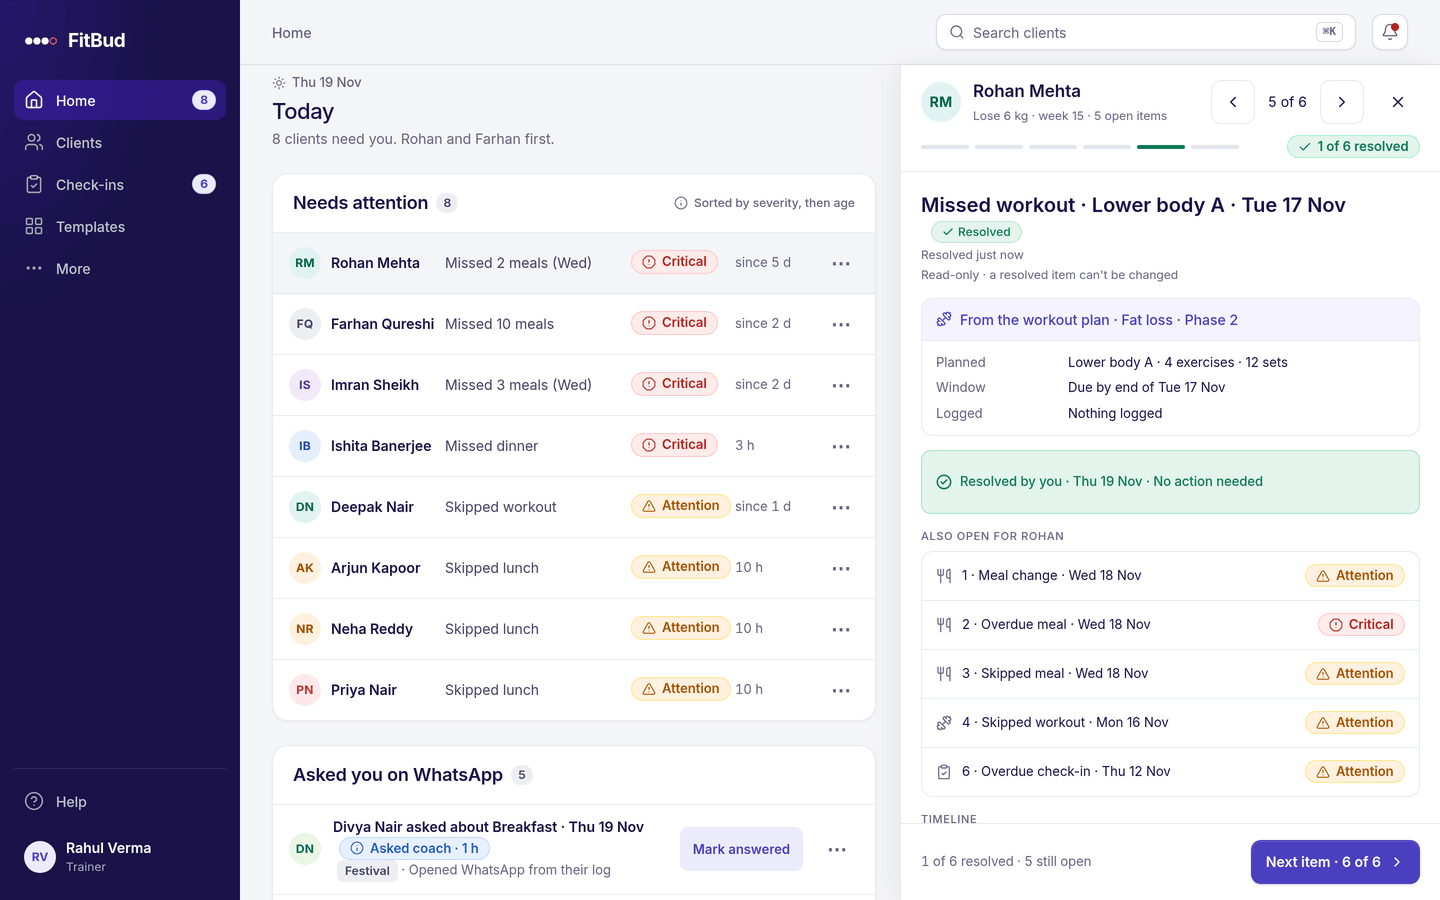 FitBud
Home 8
Clients
Check-ins 6
Templates
More
Help
RV
Rahul Verma
Trainer
Home
Search clients
⌘K
Thu 19 Nov
Today
8 clients need you. Rohan and Farhan first.
Needs attention 8
Sorted by severity, then age
RM Rohan Mehta Missed 2 meals (Wed) Critical since 5 d
FQ Farhan Qureshi Missed 10 meals Critical since 2 d
IS Imran Sheikh Missed 3 meals (Wed) Critical since 2 d
IB Ishita Banerjee Missed dinner Critical 3 h
DN Deepak Nair Skipped workout Attention since 1 d
AK Arjun Kapoor Skipped lunch Attention 10 h
NR Neha Reddy Skipped lunch Attention 10 h
PN Priya Nair Skipped lunch Attention 10 h
Asked you on WhatsApp 5
DN
Divya Nair asked about Breakfast · Thu 19 Nov
Asked coach · 1 h
Festival · Opened WhatsApp from their log
Mark answered
RM
Rohan Mehta
Lose 6 kg · week 15 · 5 open items
5 of 6
1 of 6 resolved
Missed workout · Lower body A · Tue 17 Nov
Resolved
Resolved just now
Read-only · a resolved item can't be changed
From the workout plan · Fat loss · Phase 2
Planned Lower body A · 4 exercises · 12 sets
Window Due by end of Tue 17 Nov
Logged Nothing logged
Resolved by you · Thu 19 Nov · No action needed
ALSO OPEN FOR ROHAN
1 · Meal change · Wed 18 Nov Attention
2 · Overdue meal · Wed 18 Nov Critical
3 · Skipped meal · Wed 18 Nov Attention
4 · Skipped workout · Mon 16 Nov Attention
6 · Overdue check-in · Thu 12 Nov Attention
TIMELINE
1 of 6 resolved · 5 still open
Next item · 6 of 6